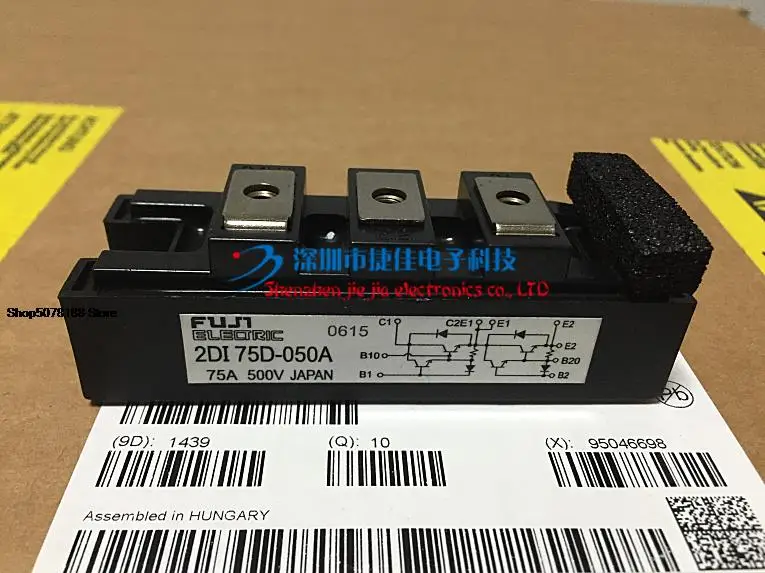 深圳市捷佳电子科技
Shenzhen jie jia electronics co., LTD
Shop5078188 Store
FUJI
ELECTRIC
0615
2DI 75D-050A
75A 500V JAPAN
C1 C2E1 E1 E2
E2
B10 B20
B1 B2
(9D): 1439 (Q): 10 (X): 95046698
Assembled in HUNGARY
Pb